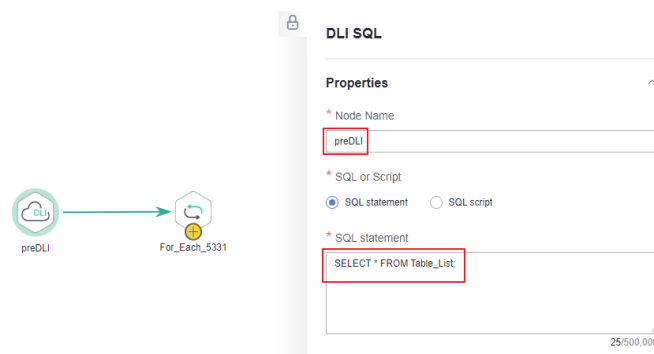 DLI SQL
Properties
* Node Name
preDLI
* SQL or Script
SQL statement SQL script
* SQL statement
SELECT * FROM Table_List;
25/500,000
DLI
preDLI For_Each_5331